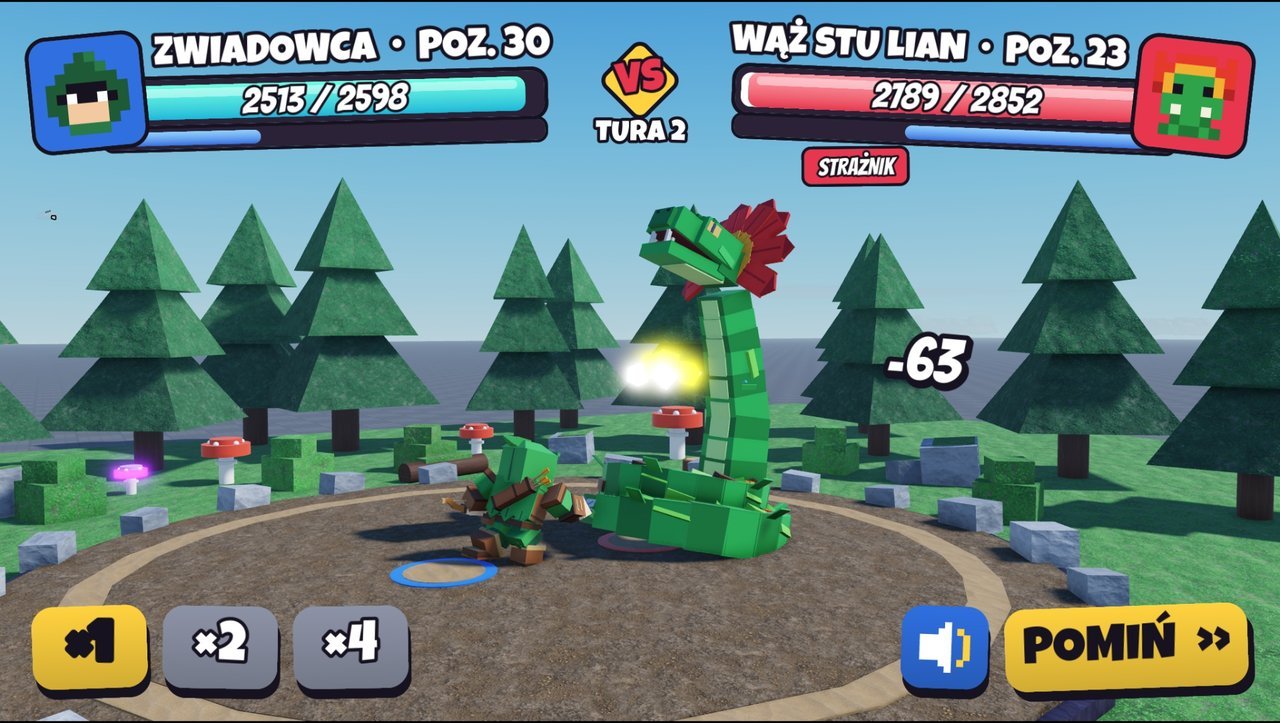 ZWIADOWCA • POZ. 30
2513 / 2598
VS
TURA 2
WĄŻ STU LIAN • POZ. 23
2789 / 2852
STRAŻNIK
-63
×1
×2
×4
POMIŃ »